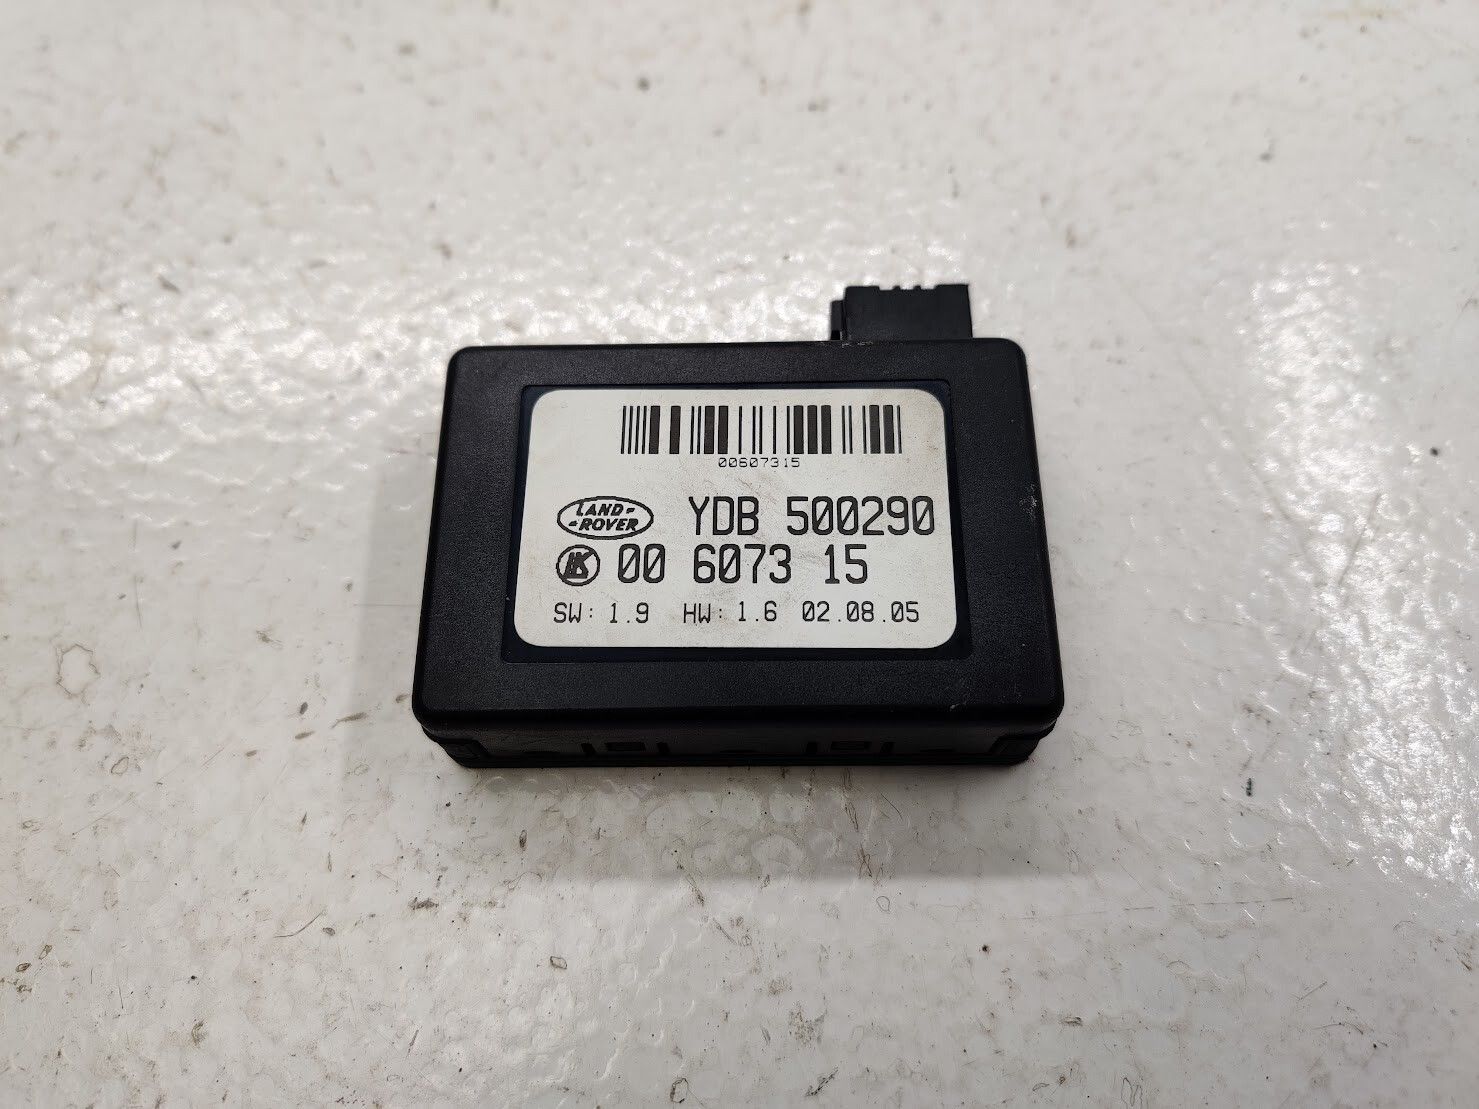 00607315
LAND-
-ROVER
YDB 500290
00 6073 15
SW: 1.9 HW: 1.6 02.08.05